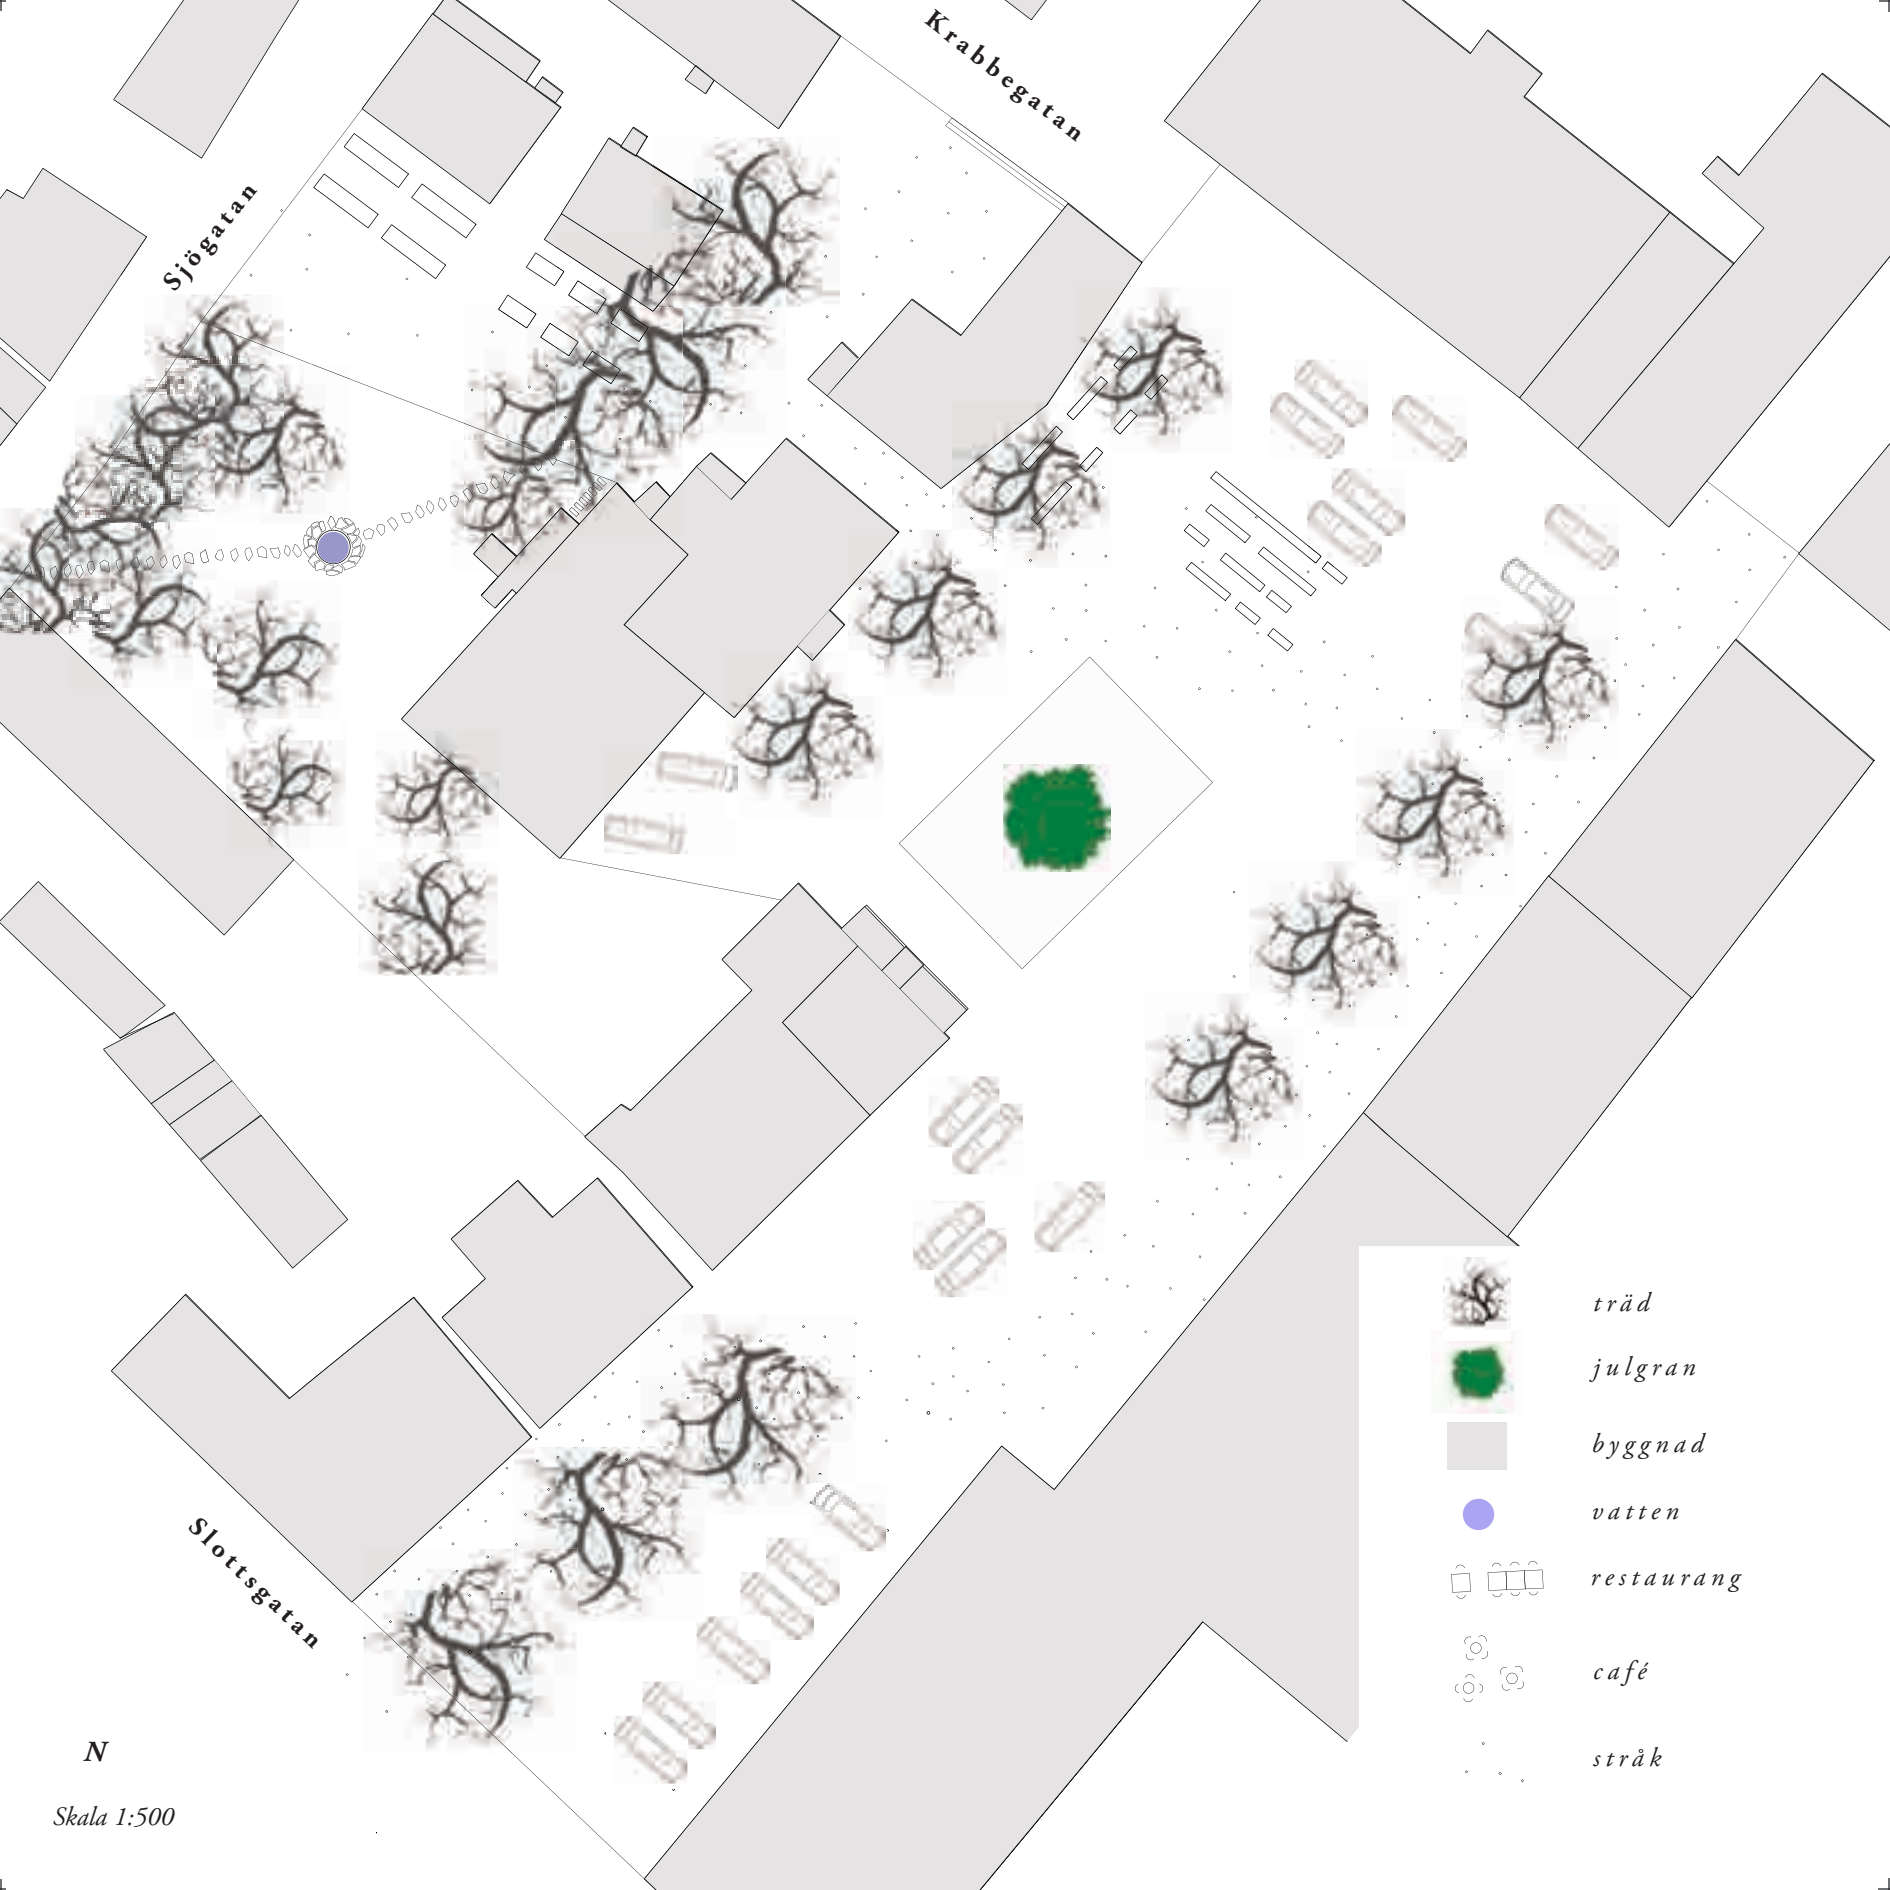 Krabbegatan
Sjögatan
träd
julgran
byggnad
vatten
restaurang
café
stråk
Slottsgatan
N
Skala 1:500